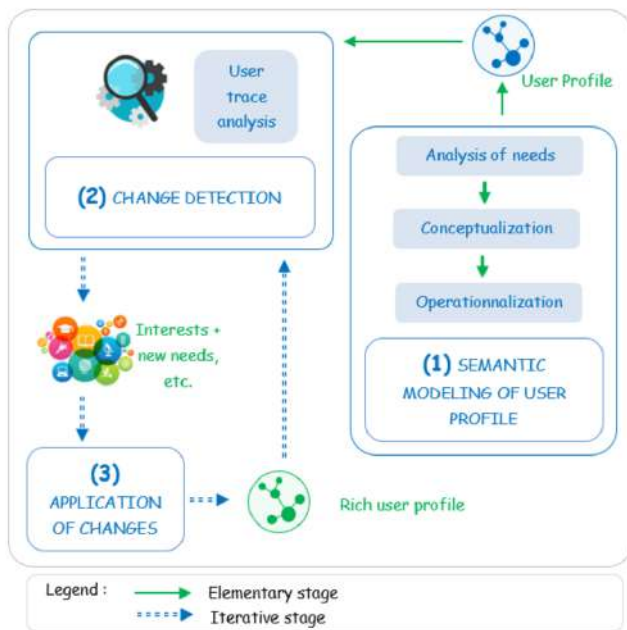 User
trace
analysis
(2) CHANGE DETECTION
User Profile
Analysis of needs
Conceptualization
Operationnalization
(1) SEMANTIC
MODELING OF USER
PROFILE
Interests +
new needs,
etc.
(3)
APPLICATION
OF CHANGES
Rich user profile
Legend :
Elementary stage
Iterative stage